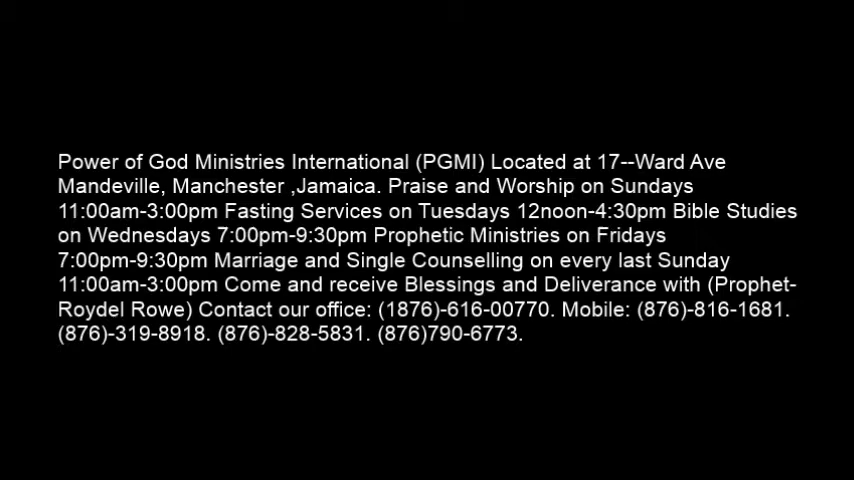 Power of God Ministries International (PGMI) Located at 17--Ward Ave
Mandeville, Manchester ,Jamaica. Praise and Worship on Sundays
11:00am-3:00pm Fasting Services on Tuesdays 12noon-4:30pm Bible Studies
on Wednesdays 7:00pm-9:30pm Prophetic Ministries on Fridays
7:00pm-9:30pm Marriage and Single Counselling on every last Sunday
11:00am-3:00pm Come and receive Blessings and Deliverance with (Prophet-
Roydel Rowe) Contact our office: (1876)-616-00770. Mobile: (876)-816-1681.
(876)-319-8918. (876)-828-5831. (876)790-6773.